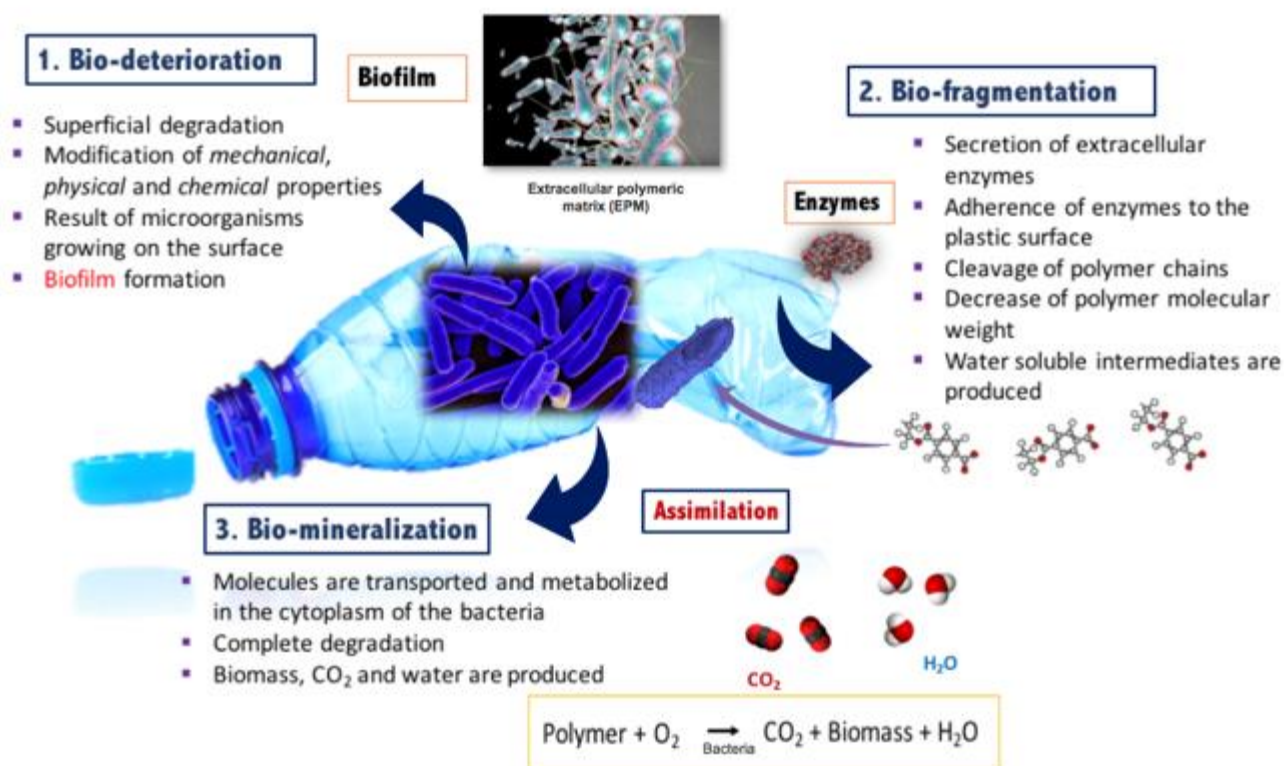 1. Bio-deterioration
▪ Superficial degradation
▪ Modification of mechanical,
physical and chemical properties
▪ Result of microorganisms
growing on the surface
▪ Biofilm formation
Biofilm
Extracellular polymeric
matrix (EPM)
2. Bio-fragmentation
▪ Secretion of extracellular
enzymes
▪ Adherence of enzymes to the
plastic surface
▪ Cleavage of polymer chains
▪ Decrease of polymer molecular
weight
▪ Water soluble intermediates are
produced
Enzymes
3. Bio-mineralization
▪ Molecules are transported and metabolized
in the cytoplasm of the bacteria
▪ Complete degradation
▪ Biomass, CO₂ and water are produced
Assimilation
CO₂
H₂O
Polymer + O₂ → CO₂ + Biomass + H₂O
Bacteria